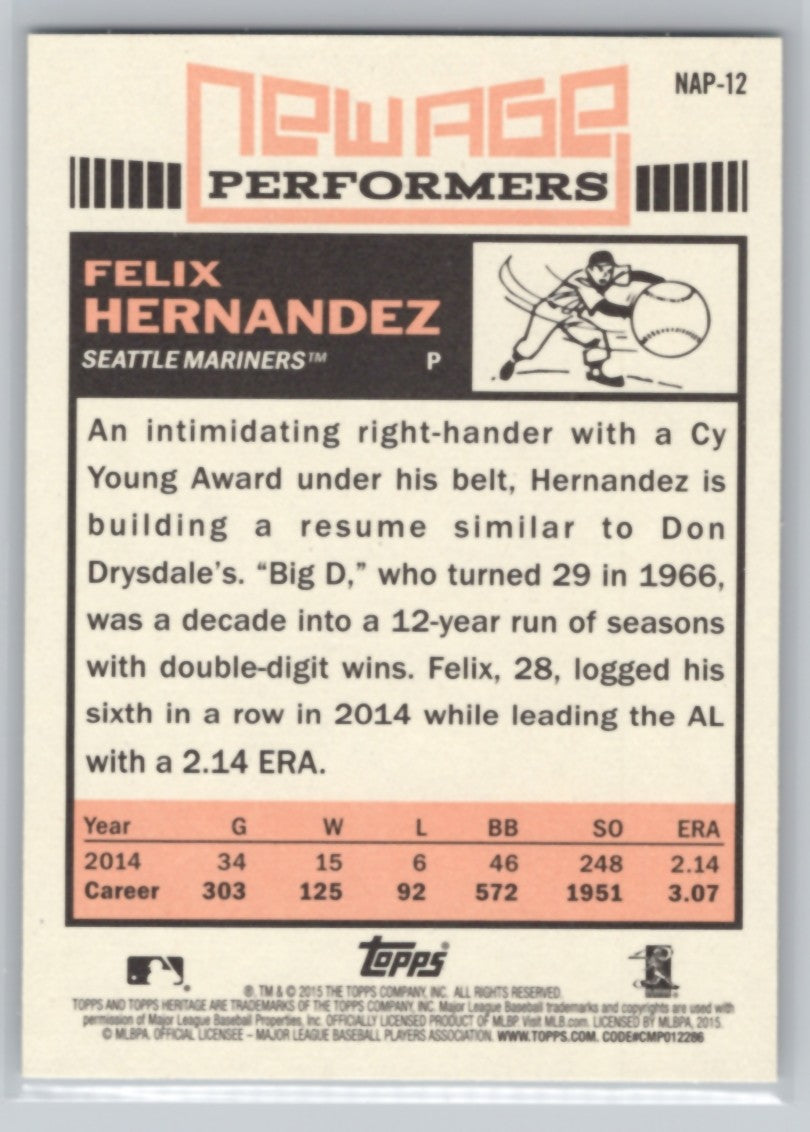 NAP-12
New Age
PERFORMERS
FELIX
HERNANDEZ
SEATTLE MARINERS™ P
An intimidating right-hander with a Cy
Young Award under his belt, Hernandez is
building a resume similar to Don
Drysdale's. “Big D,” who turned 29 in 1966,
was a decade into a 12-year run of seasons
with double-digit wins. Felix, 28, logged his
sixth in a row in 2014 while leading the AL
with a 2.14 ERA.
Year G W L BB SO ERA
2014 34 15 6 46 248 2.14
Career 303 125 92 572 1951 3.07
Topps®
®, TM & © 2015 THE TOPPS COMPANY, INC. ALL RIGHTS RESERVED.
TOPPS AND TOPPS HERITAGE ARE TRADEMARKS OF THE TOPPS COMPANY, INC. Major League Baseball trademarks and copyrights are used with
permission of Major League Baseball Properties, Inc. OFFICIALLY LICENSED PRODUCT OF MLBP Visit MLB.com. LICENSED BY MLBPA, 2015.
© MLBPA. OFFICIAL LICENSEE – MAJOR LEAGUE BASEBALL PLAYERS ASSOCIATION. WWW.TOPPS.COM. CODE#CMP012286